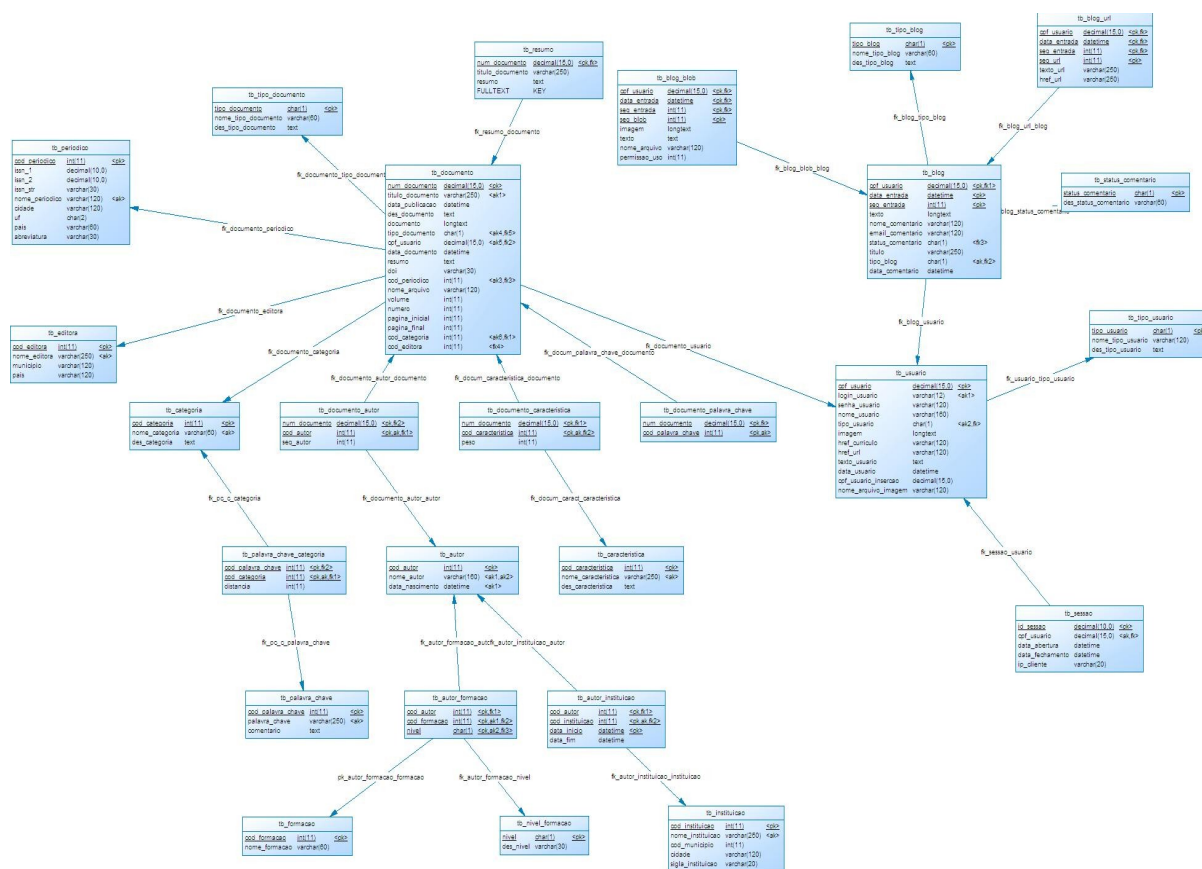 tb_resumo
num_documento decimal(15,0) <pk,fk>
titulo_documento varchar(250)
resumo text
FULLTEXT KEY
tb_tipo_blog
tipo_blog char(1) <pk>
nome_tipo_blog varchar(60)
des_tipo_blog text
tb_blog_url
cpf_usuario decimal(15,0) <pk,fk>
data_entrada datetime <pk,fk>
seq_entrada int(11) <pk,fk>
seq_url int(11) <pk>
texto_url varchar(250)
href_url varchar(250)
tb_blog_blob
cpf_usuario decimal(15,0) <pk,fk>
data_entrada datetime <pk,fk>
seq_entrada int(11) <pk,fk>
seq_blob int(11) <pk>
imagem longtext
texto text
nome_arquivo varchar(120)
permissao_uso int(11)
tb_tipo_documento
tipo_documento char(1) <pk>
nome_tipo_documento varchar(60)
des_tipo_documento text
fk_resumo_documento
fk_blog_tipo_blog
fk_blog_url_blog
tb_periodico
cod_periodico int(11) <pk>
issn_1 decimal(10,0)
issn_2 decimal(10,0)
issn_str varchar(30)
nome_periodico varchar(120) <ak>
cidade varchar(120)
uf char(2)
pais varchar(60)
abreviatura varchar(30)
fk_documento_tipo_document
fk_blog_blob_blog
tb_documento
num_documento decimal(15,0) <pk>
titulo_documento varchar(250) <ak1>
data_publicacao datetime
des_documento text
documento longtext
tipo_documento char(1) <ak4,fk5>
cpf_usuario decimal(15,0) <ak5,fk2>
data_documento datetime
resumo text
doi varchar(30)
cod_periodico int(11) <ak3,fk3>
nome_arquivo varchar(120)
volume int(11)
numero int(11)
pagina_inicial int(11)
pagina_final int(11)
cod_categoria int(11) <ak6,fk1>
cod_editora int(11) <fk4>
tb_blog
cpf_usuario decimal(15,0) <pk,fk1>
data_entrada datetime <pk>
seq_entrada int(11) <pk>
texto longtext
nome_comentario varchar(120)
email_comentario varchar(120)
status_comentario char(1) <fk3>
titulo varchar(250)
tipo_blog char(1) <ak,fk2>
data_comentario datetime
tb_status_comentario
status_comentario char(1) <pk>
des_status_comentario varchar(60)
blog_status_comentario
fk_documento_periodico
fk_documento_editora
tb_editora
cod_editora int(11) <pk>
nome_editora varchar(250) <ak>
municipio varchar(120)
pais varchar(120)
fk_documento_categoria
fk_documento_autor_documento
fk_docum_caracteristica_documento
fk_docum_palavra_chave_documento
fk_documento_usuario
fk_blog_usuario
tb_tipo_usuario
tipo_usuario char(1) <pk>
nome_tipo_usuario varchar(120)
des_tipo_usuario text
fk_usuario_tipo_usuario
tb_usuario
cpf_usuario decimal(15,0) <pk>
login_usuario varchar(12) <ak1>
senha_usuario varchar(120)
nome_usuario varchar(160)
tipo_usuario char(1) <ak2,fk>
imagem longtext
href_curriculo varchar(120)
href_url varchar(120)
texto_usuario text
data_usuario datetime
cpf_usuario_insercao decimal(15,0)
nome_arquivo_imagem varchar(120)
tb_categoria
cod_categoria int(11) <pk>
nome_categoria varchar(60) <ak>
des_categoria text
tb_documento_autor
num_documento decimal(15,0) <pk,fk2>
cod_autor int(11) <pk,ak,fk1>
seq_autor int(11)
tb_documento_caracteristica
num_documento decimal(15,0) <pk,fk1>
cod_caracteristica int(11) <pk,ak,fk2>
peso int(11)
tb_documento_palavra_chave
num_documento decimal(15,0) <pk,fk>
cod_palavra_chave int(11) <pk,ak>
fk_pq_q_categoria
fk_documento_autor_autor
fk_docum_caract_caracteristica
fk_sessao_usuario
tb_palavra_chave_categoria
cod_palavra_chave int(11) <pk,fk2>
cod_categoria int(11) <pk,ak,fk1>
distancia int(11)
tb_autor
cod_autor int(11) <pk>
nome_autor varchar(160) <ak1,ak2>
data_nascimento datetime <ak1>
tb_caracteristica
cod_caracteristica int(11) <pk>
nome_caracteristica varchar(250) <ak>
des_caracteristica text
tb_sessao
id_sessao decimal(10,0) <pk>
cpf_usuario decimal(15,0) <ak,fk>
data_abertura datetime
data_fechamento datetime
ip_cliente varchar(20)
fk_pq_q_palavra_chave
fk_autor_instituicao_autor
tb_palavra_chave
cod_palavra_chave int(11) <pk>
palavra_chave varchar(250) <ak>
comentario text
tb_autor_formacao
cod_autor int(11) <pk,fk1>
cod_formacao int(11) <pk,ak1,fk2>
nivel char(1) <pk,ak2,fk3>
tb_autor_instituicao
cod_autor int(11) <pk,fk1>
cod_instituicao int(11) <pk,ak,fk2>
data_inicio datetime <pk>
data_fim datetime
pk_autor_formacao_formacao
fk_autor_formacao_nivel
fk_autor_instituicao_instituicao
tb_formacao
cod_formacao int(11) <pk>
nome_formacao varchar(60)
tb_nivel_formacao
nivel char(1) <pk>
des_nivel varchar(30)
tb_instituicao
cod_instituicao int(11) <pk>
nome_instituicao varchar(250) <ak>
cod_municipio int(11)
cidade varchar(120)
sigla_instituicao varchar(20)